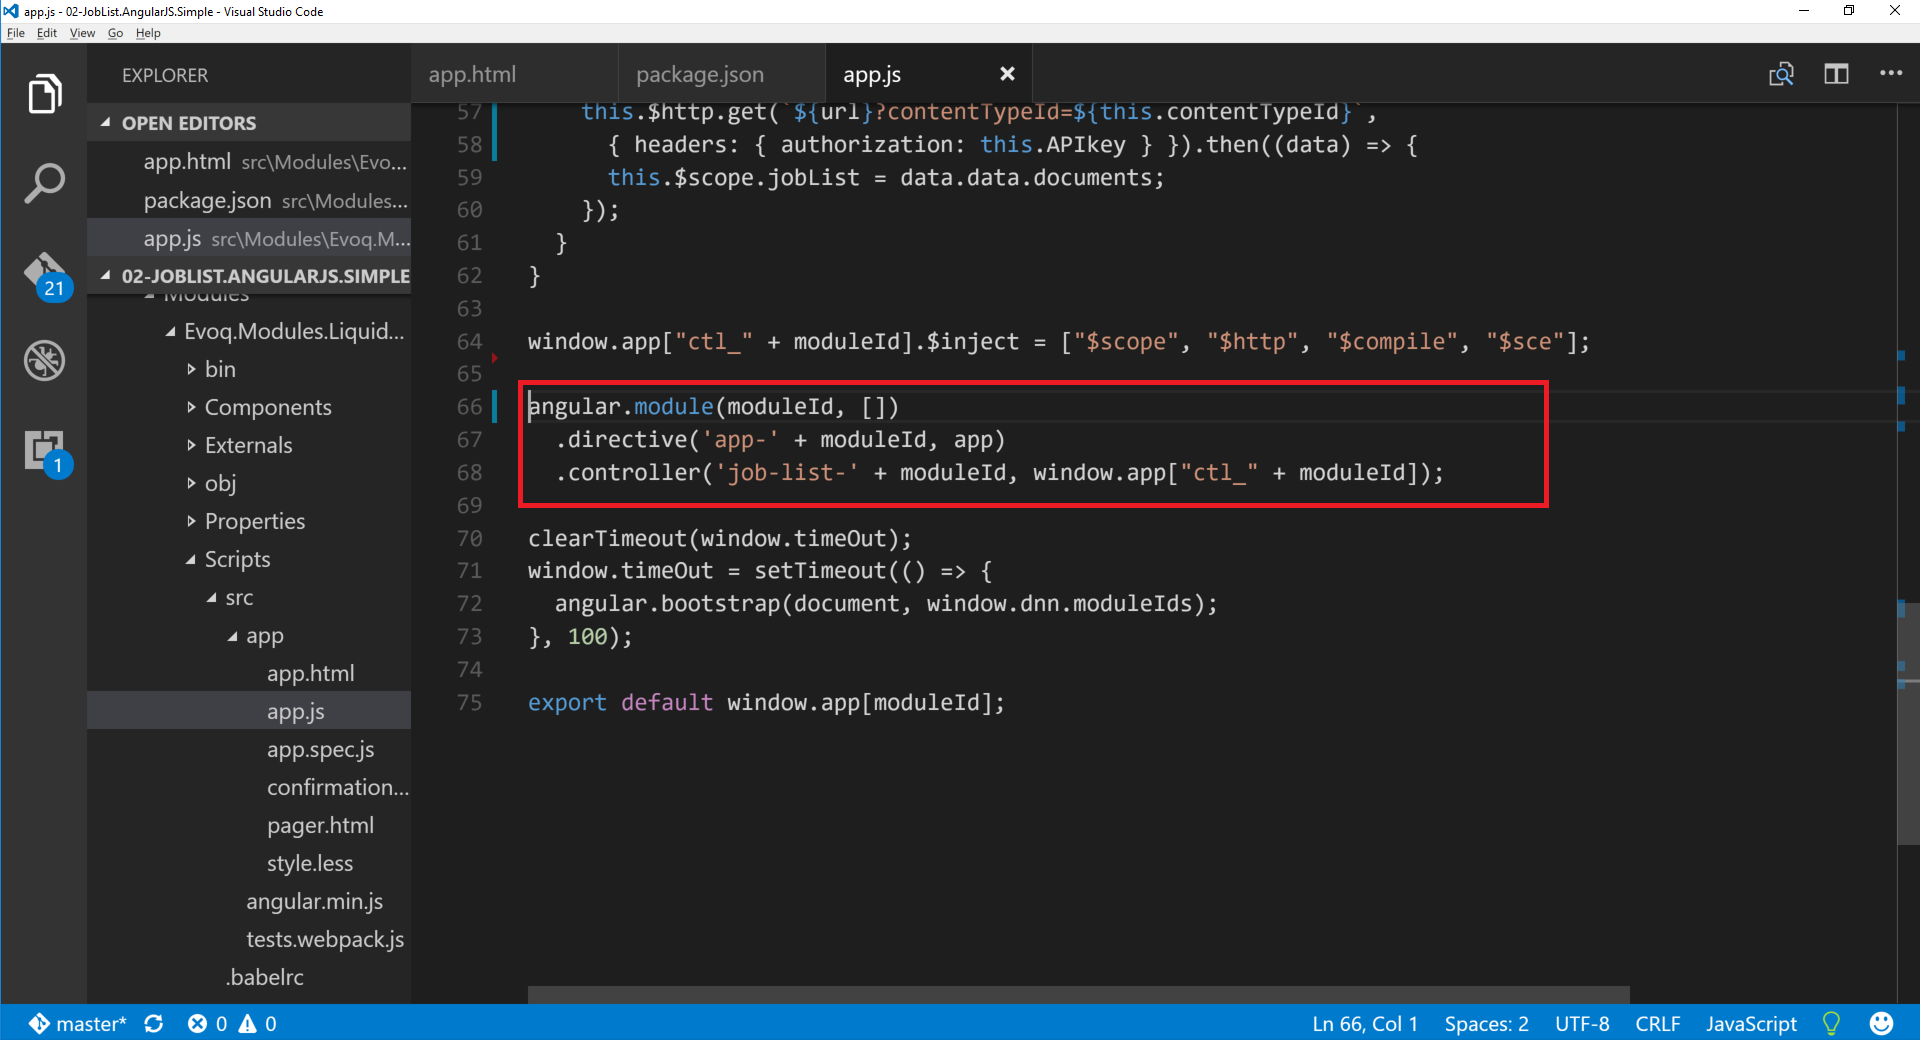 app.js - 02-JobList.AngularJS.Simple - Visual Studio Code
File Edit View Go Help
EXPLORER
OPEN EDITORS
app.html src\Modules\Evo...
package.json src\Modules...
app.js src\Modules\Evoq.M...
02-JOBLIST.ANGULARJS.SIMPLE
Modules
Evoq.Modules.Liquid...
bin
Components
Externals
obj
Properties
Scripts
src
app
app.html
app.js
app.spec.js
confirmation...
pager.html
style.less
angular.min.js
tests.webpack.js
.babelrc
21
1
app.html package.json app.js
57 this.$http.get(`${url}?contentTypeId=${this.contentTypeId}`,
58 { headers: { authorization: this.APIkey } }).then((data) => {
59 this.$scope.jobList = data.data.documents;
60 });
61 }
62 }
63
64 window.app["ctl_" + moduleId].$inject = ["$scope", "$http", "$compile", "$sce"];
65
66 angular.module(moduleId, [])
67 .directive('app-' + moduleId, app)
68 .controller('job-list-' + moduleId, window.app["ctl_" + moduleId]);
69
70 clearTimeout(window.timeOut);
71 window.timeOut = setTimeout(() => {
72 angular.bootstrap(document, window.dnn.moduleIds);
73 }, 100);
74
75 export default window.app[moduleId];
master* 0 0 Ln 66, Col 1 Spaces: 2 UTF-8 CRLF JavaScript